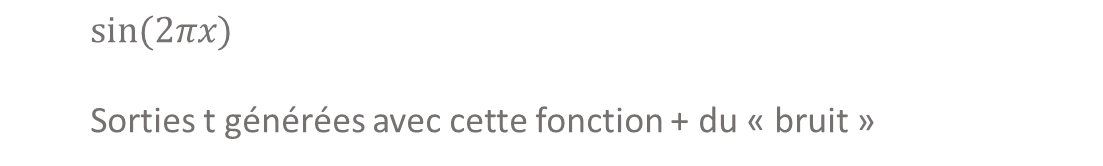 sin(2𝜋𝑥)
Sorties t générées avec cette fonction + du « bruit »